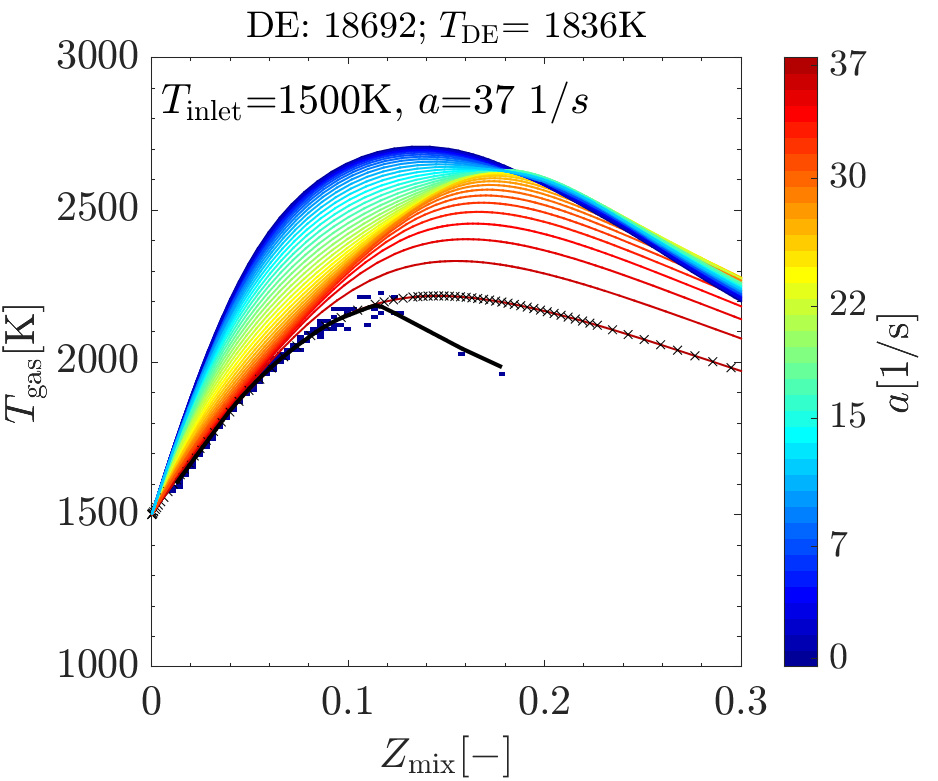 DE: 18692; T_DE= 1836K
T_inlet=1500K, a=37 1/s
3000
2500
2000
1500
1000
T_gas[K]
0 0.1 0.2 0.3
Z_mix[−]
37
30
22
15
7
0
a[1/s]